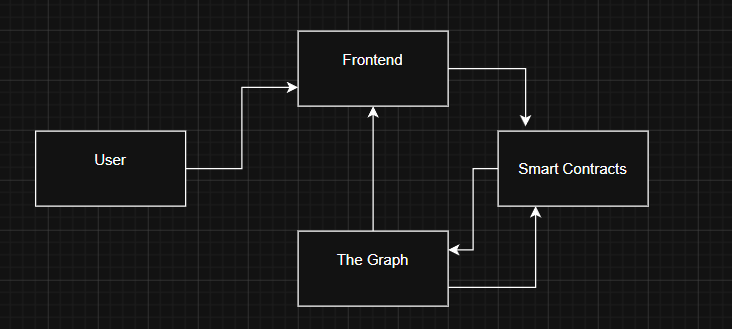 Frontend
User
Smart Contracts
The Graph